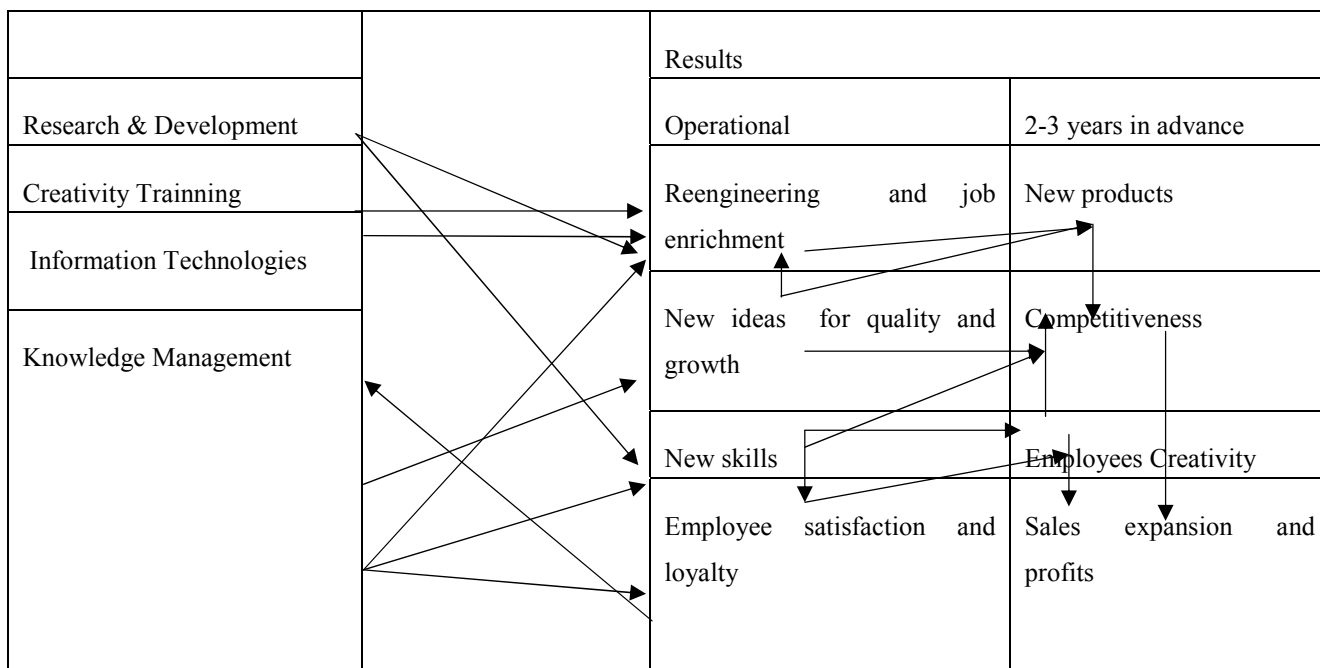 Results
Research & Development
Operational
2-3 years in advance
Creativity Trainning
Reengineering and job
enrichment
New products
Information Technologies
New ideas for quality and
growth
Competitiveness
Knowledge Management
New skills
Employees Creativity
Employee satisfaction and
loyalty
Sales expansion and
profits